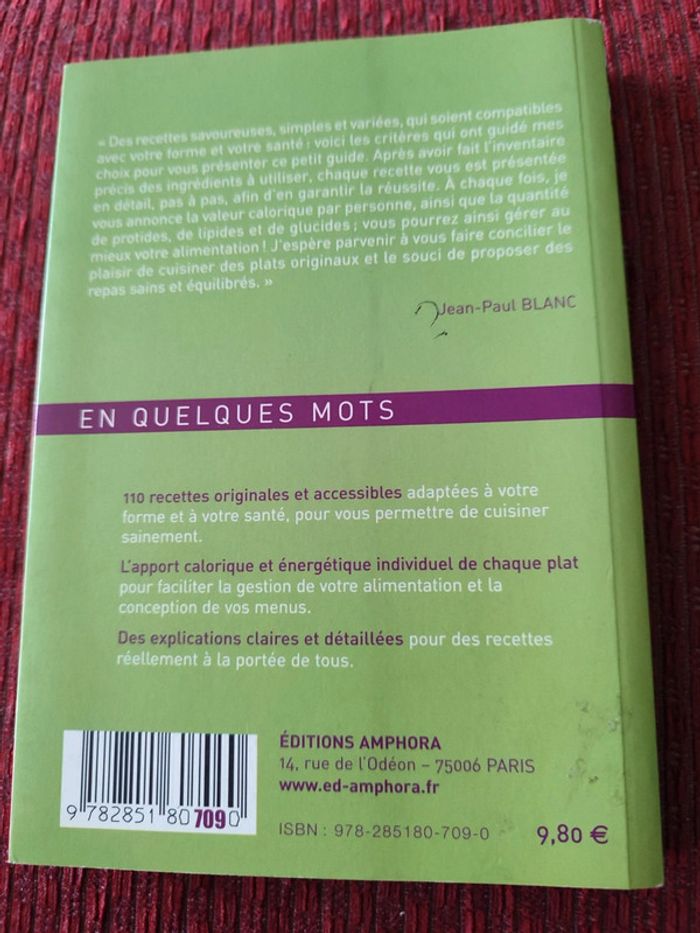 « Des recettes savoureuses, simples et variées, qui soient compatibles
avec votre forme et votre santé : voici les critères qui ont guidé mes
choix pour vous présenter ce petit guide. Après avoir fait l'inventaire
précis des ingrédients à utiliser, chaque recette vous est présentée
en détail, pas à pas, afin d'en garantir la réussite. À chaque fois, je
vous annonce la valeur calorique par personne, ainsi que la quantité
de protides, de lipides et de glucides ; vous pourrez ainsi gérer au
mieux votre alimentation ! J'espère parvenir à vous faire concilier le
plaisir de cuisiner des plats originaux et le souci de proposer des
repas sains et équilibrés. »
Jean-Paul BLANC
EN QUELQUES MOTS
110 recettes originales et accessibles adaptées à votre
forme et à votre santé, pour vous permettre de cuisiner
sainement.
L'apport calorique et énergétique individuel de chaque plat
pour faciliter la gestion de votre alimentation et la
conception de vos menus.
Des explications claires et détaillées pour des recettes
réellement à la portée de tous.
ÉDITIONS AMPHORA
14, rue de l'Odéon – 75006 PARIS
www.ed-amphora.fr
9 782851 807090
ISBN : 978-285180-709-0
9,80 €